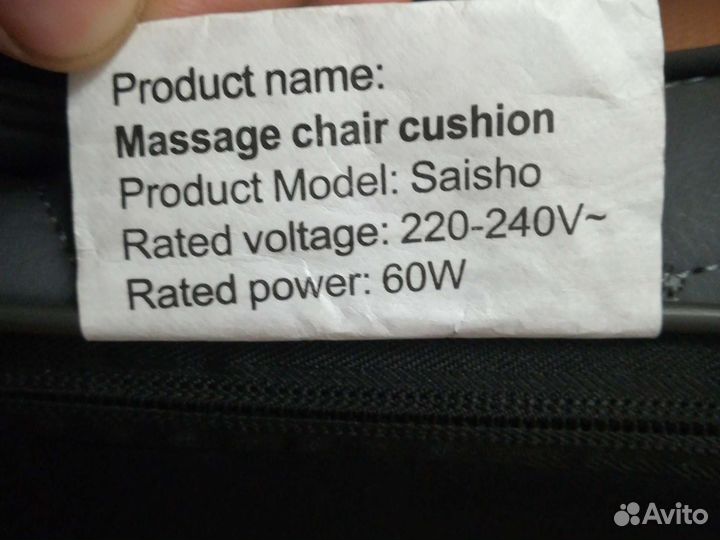 Product name:
Massage chair cushion
Product Model: Saisho
Rated voltage: 220-240V~
Rated power: 60W
Avito